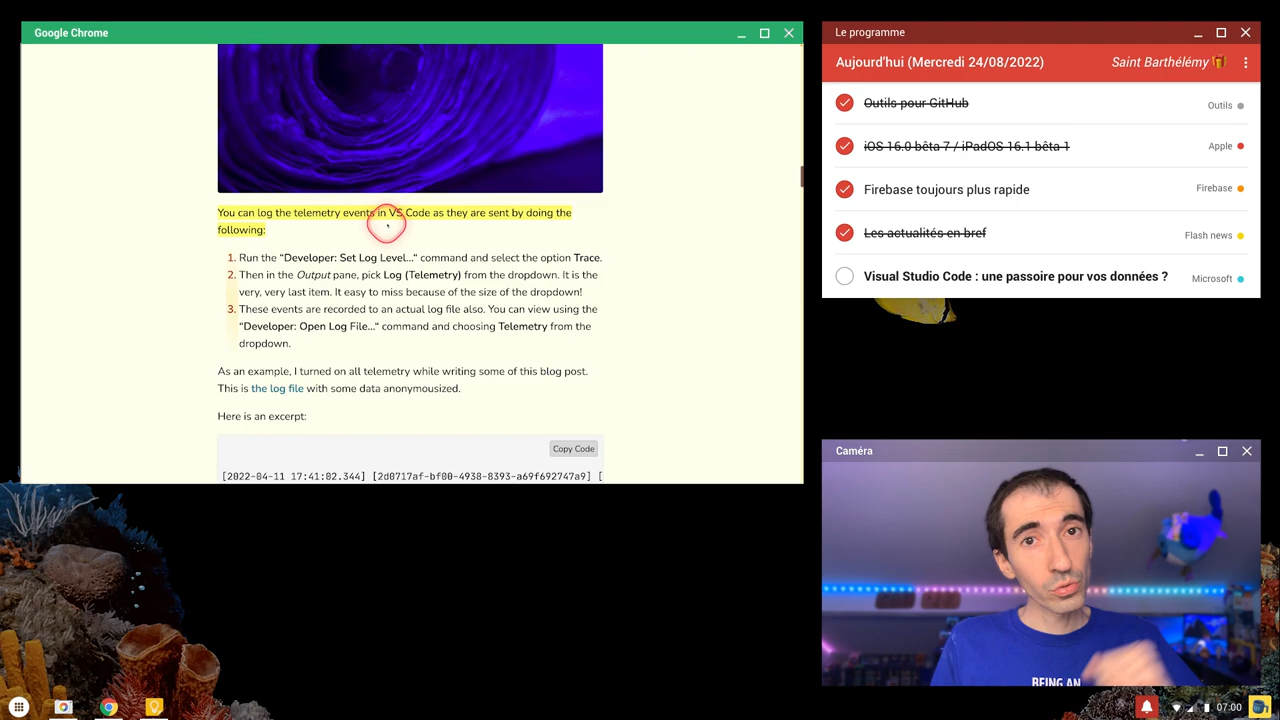 Google Chrome
You can log the telemetry events in VS Code as they are sent by doing the
following:
1. Run the "Developer: Set Log Level..." command and select the option Trace.
2. Then in the Output pane, pick Log (Telemetry) from the dropdown. It is the
very, very last item. It easy to miss because of the size of the dropdown!
3. These events are recorded to an actual log file also. You can view using the
"Developer: Open Log File..." command and choosing Telemetry from the
dropdown.
As an example, I turned on all telemetry while writing some of this blog post.
This is the log file with some data anonymousized.
Here is an excerpt:
Copy Code
[2022-04-11 17:41:02.344] [2d0717af-bf00-4938-8393-a69f692747a9] [
Le programme
Aujourd'hui (Mercredi 24/08/2022)
Saint Barthélémy
Outils pour GitHub
Outils
iOS 16.0 bêta 7 / iPadOS 16.1 bêta 1
Apple
Firebase toujours plus rapide
Firebase
Les actualités en bref
Flash news
Visual Studio Code : une passoire pour vos données ?
Microsoft
Caméra
BEING AN
07:00